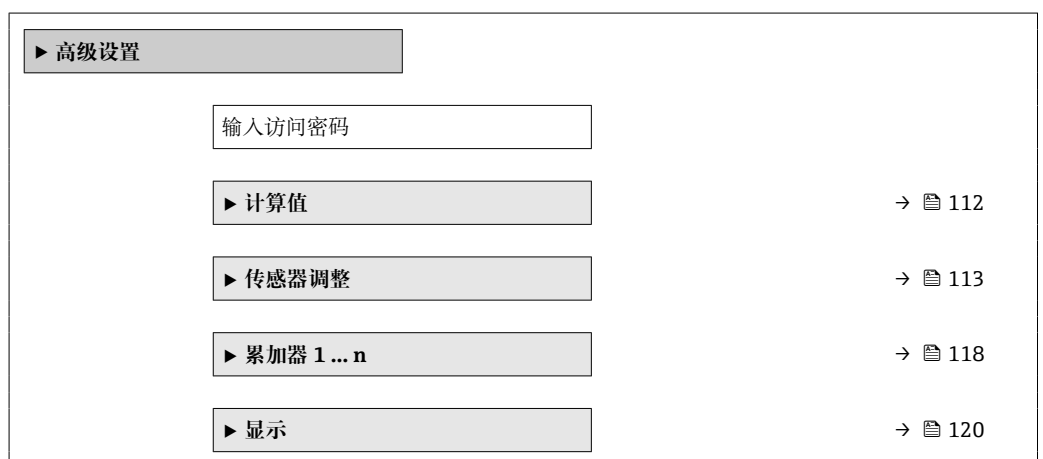 ▶ 高级设置
输入访问密码
▶ 计算值 → 🖹 112
▶ 传感器调整 → 🖹 113
▶ 累加器 1 … n → 🖹 118
▶ 显示 → 🖹 120